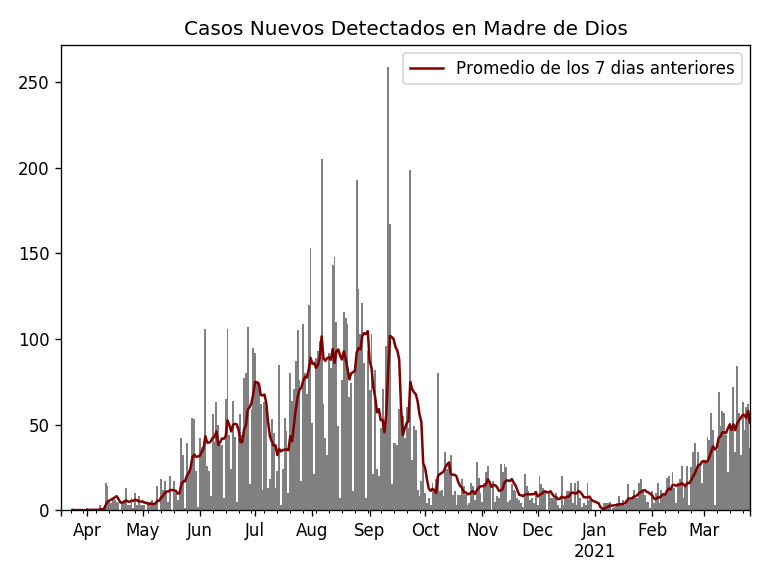 Casos Nuevos Detectados en Madre de Dios
Promedio de los 7 dias anteriores
250
200
150
100
50
0
Apr May Jun Jul Aug Sep Oct Nov Dec Jan Feb Mar
2021